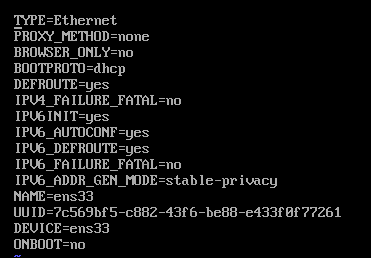 TYPE=Ethernet
PROXY_METHOD=none
BROWSER_ONLY=no
BOOTPROTO=dhcp
DEFROUTE=yes
IPV4_FAILURE_FATAL=no
IPV6INIT=yes
IPV6_AUTOCONF=yes
IPV6_DEFROUTE=yes
IPV6_FAILURE_FATAL=no
IPV6_ADDR_GEN_MODE=stable-privacy
NAME=ens33
UUID=7c569bf5-c882-43f6-be88-e433f0f77261
DEVICE=ens33
ONBOOT=no
~